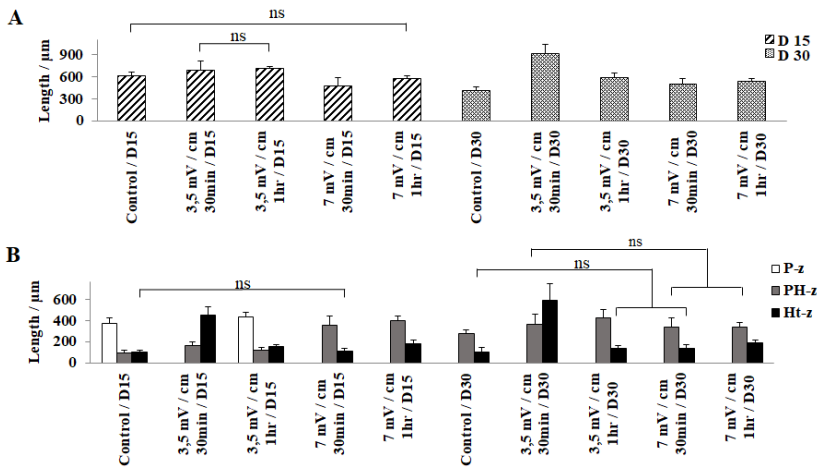 A
ns
ns
D 15
D 30
Length / μm
900
600
300
0
Control / D15
3,5 mV / cm
30min / D15
3,5 mV / cm
1hr / D15
7 mV / cm
30min / D15
7 mV / cm
1hr / D15
Control / D30
3,5 mV / cm
30min / D30
3,5 mV / cm
1hr / D30
7 mV / cm
30min / D30
7 mV / cm
1hr / D30
B
ns
ns
ns
P-z
PH-z
Ht-z
Length / μm
600
400
200
0
Control / D15
3,5 mV / cm
30min / D15
3,5 mV / cm
1hr / D15
7 mV / cm
30min / D15
7 mV / cm
1hr / D15
Control / D30
3,5 mV / cm
30min / D30
3,5 mV / cm
1hr / D30
7 mV / cm
30min / D30
7 mV / cm
1hr / D30